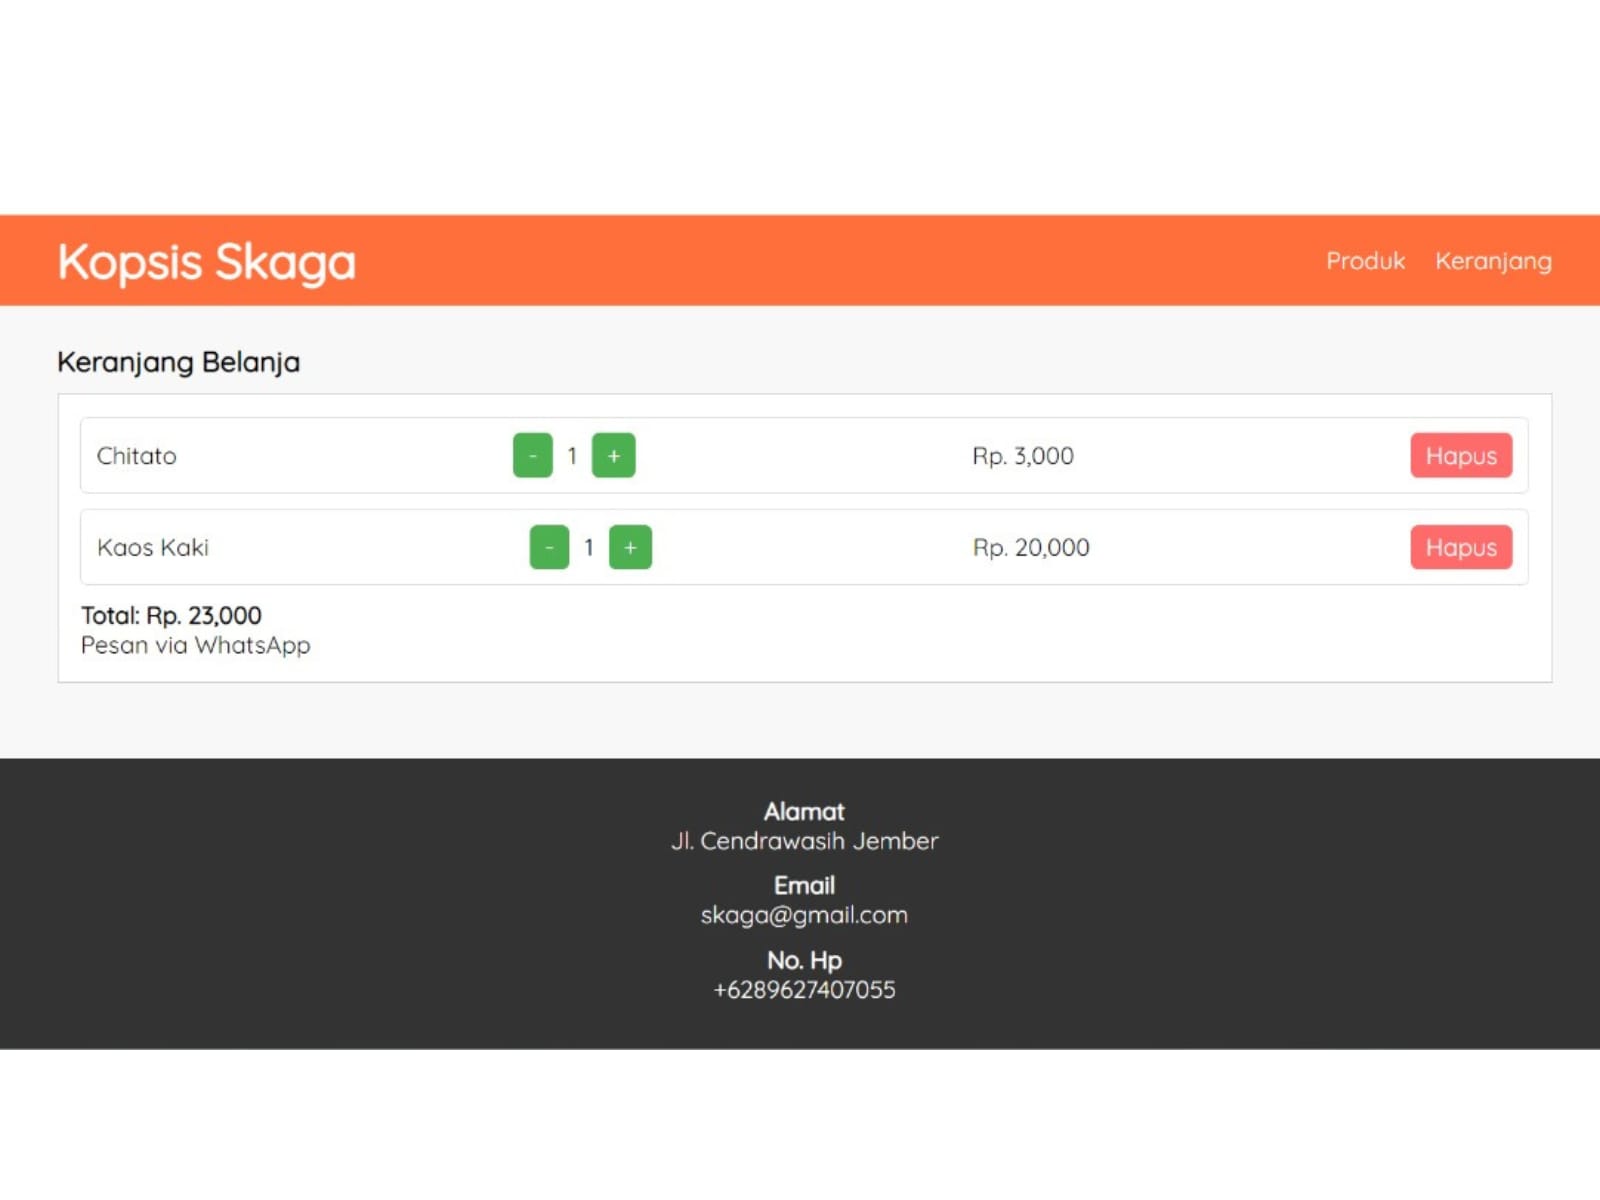 Kopsis Skaga Produk Keranjang
Keranjang Belanja
Chitato - 1 + Rp. 3,000 Hapus
Kaos Kaki - 1 + Rp. 20,000 Hapus
Total: Rp. 23,000
Pesan via WhatsApp
Alamat
Jl. Cendrawasih Jember
Email
skaga@gmail.com
No. Hp
+6289627407055